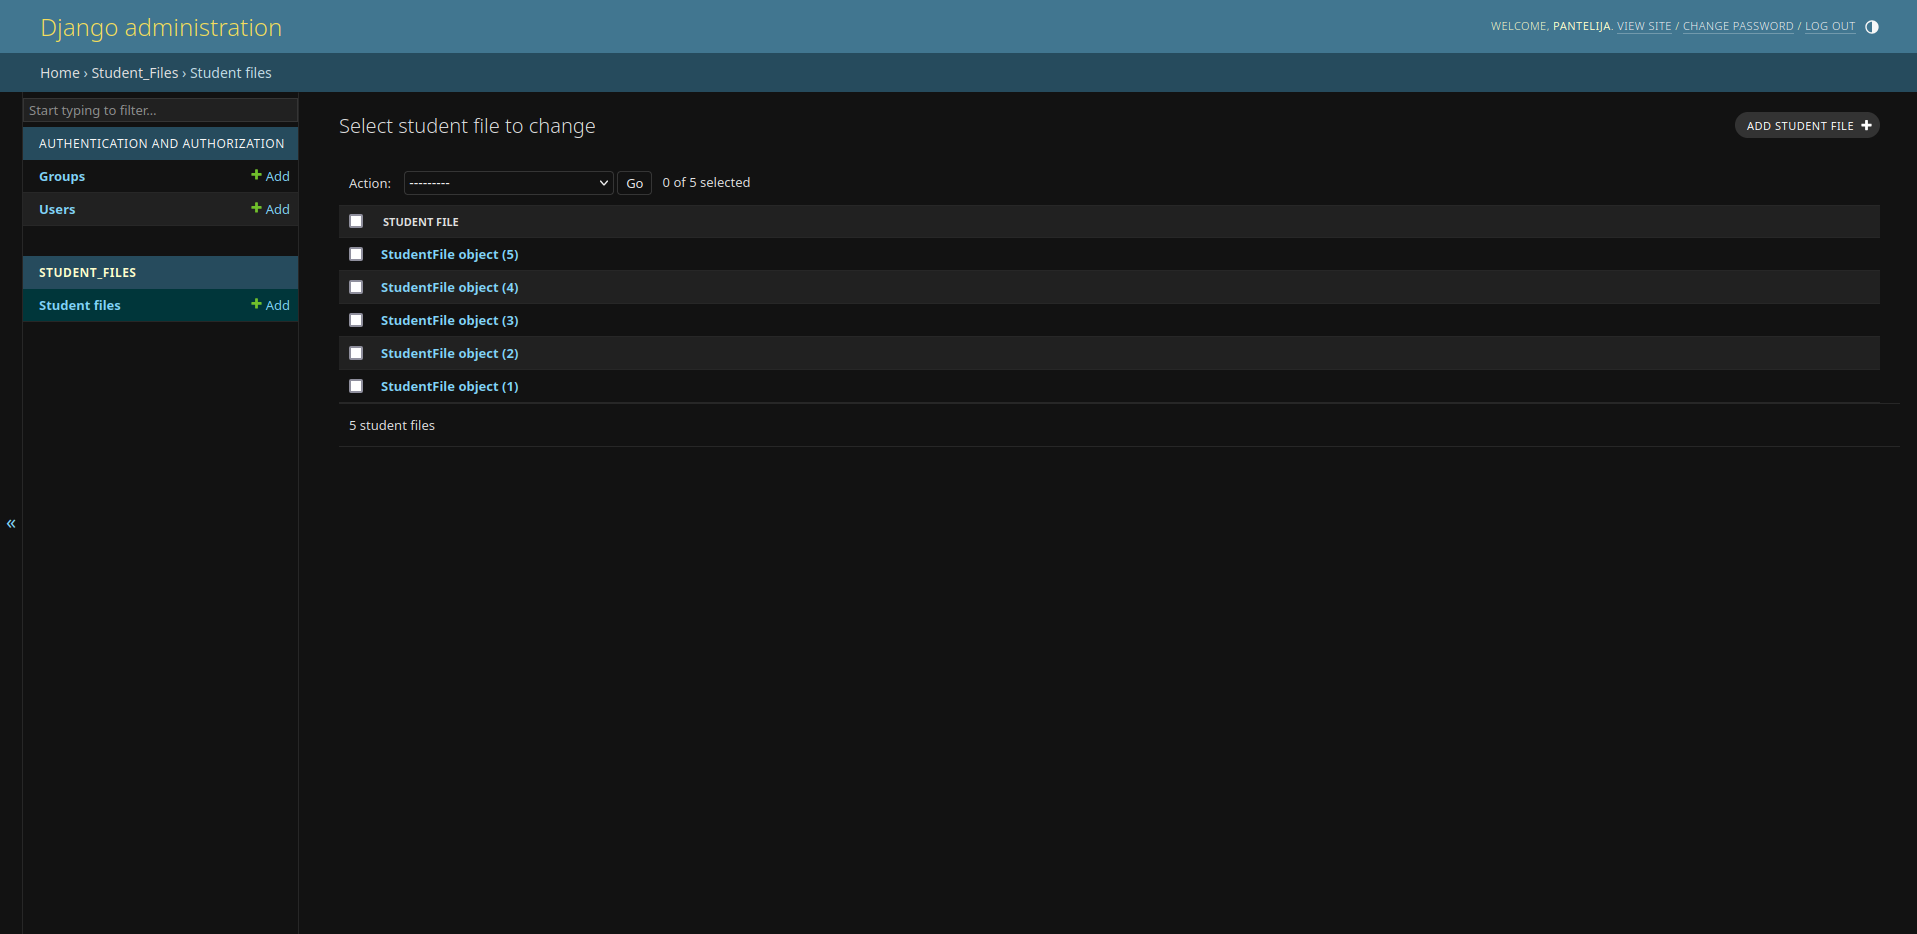 Django administration
WELCOME, PANTELIJA. VIEW SITE / CHANGE PASSWORD / LOG OUT
Home › Student_Files › Student files
Start typing to filter...
AUTHENTICATION AND AUTHORIZATION
Groups + Add
Users + Add
STUDENT_FILES
Student files + Add
«
Select student file to change
ADD STUDENT FILE +
Action: --------- Go 0 of 5 selected
STUDENT FILE
StudentFile object (5)
StudentFile object (4)
StudentFile object (3)
StudentFile object (2)
StudentFile object (1)
5 student files